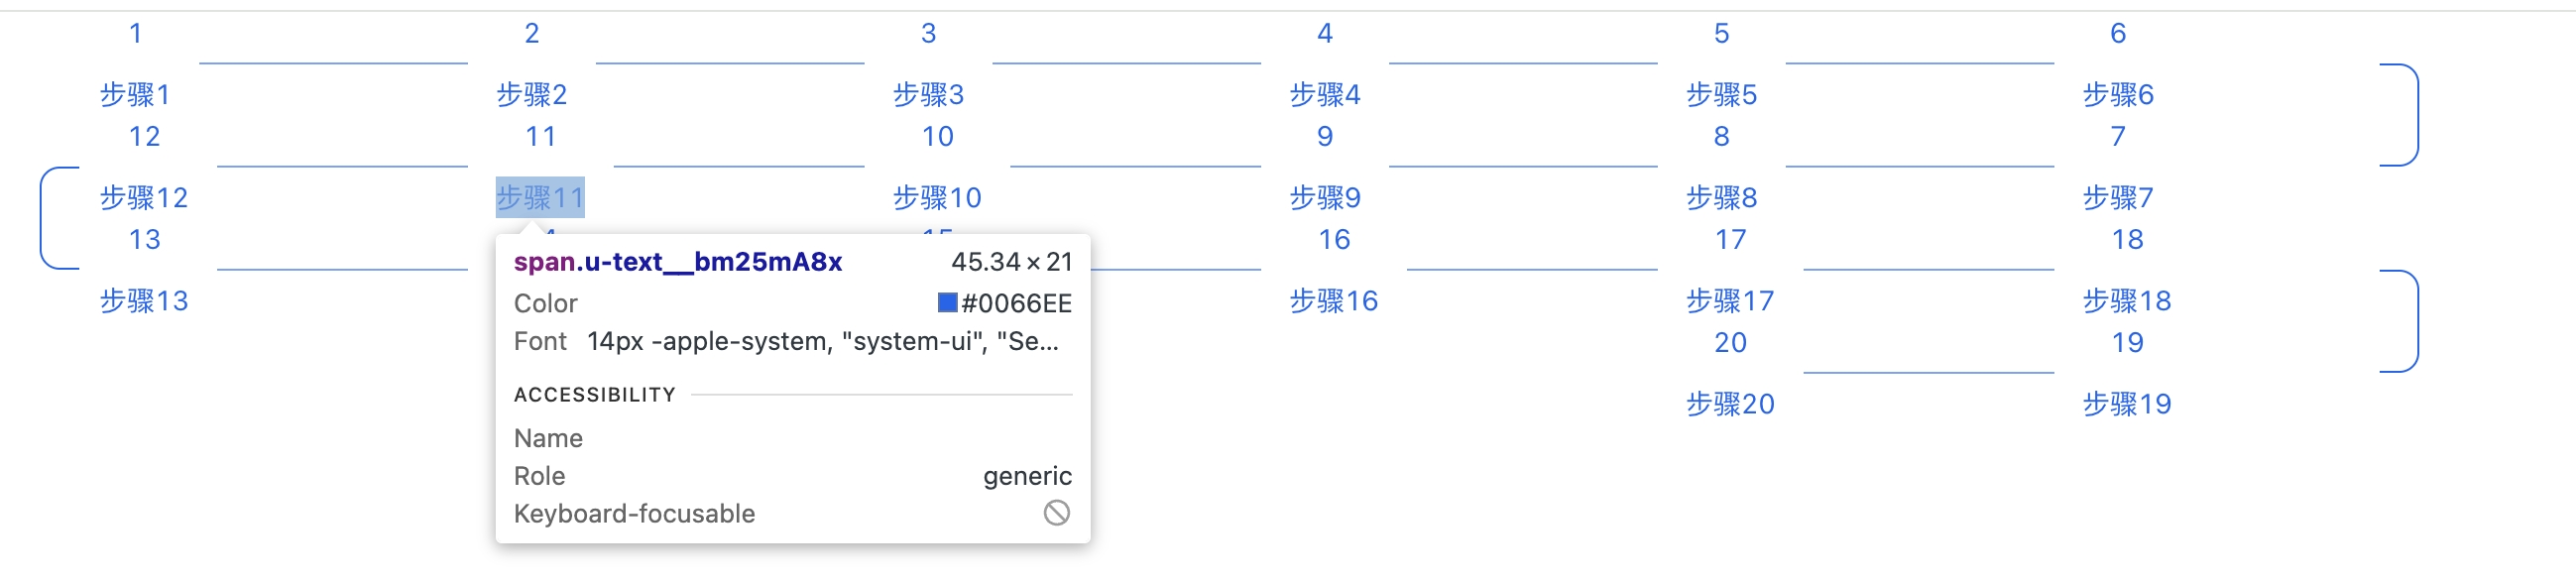 1 2 3 4 5 6
步骤1 步骤2 步骤3 步骤4 步骤5 步骤6
12 11 10 9 8 7
步骤12 步骤11 步骤10 步骤9 步骤8 步骤7
13 16 17 18
步骤13 步骤16 步骤17 步骤18
20 19
步骤20 步骤19
span.u-text__bm25mA8x 45.34 × 21
Color #0066EE
Font 14px -apple-system, "system-ui", "Se...
ACCESSIBILITY
Name
Role generic
Keyboard-focusable